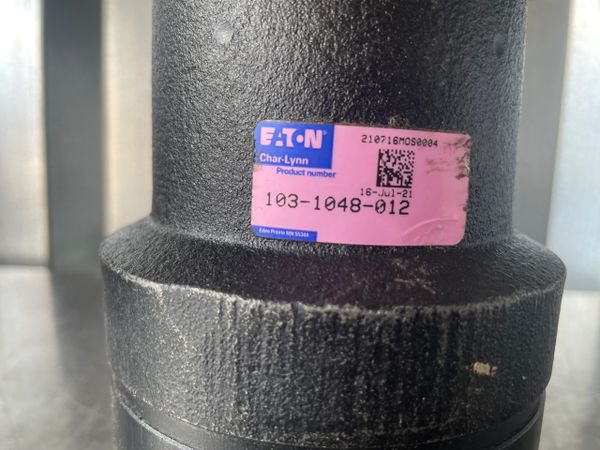 EATON
210716MOS0004
Char-Lynn
Product number
16-Jul-21
103-1048-012
Eden Prairie MN 55344